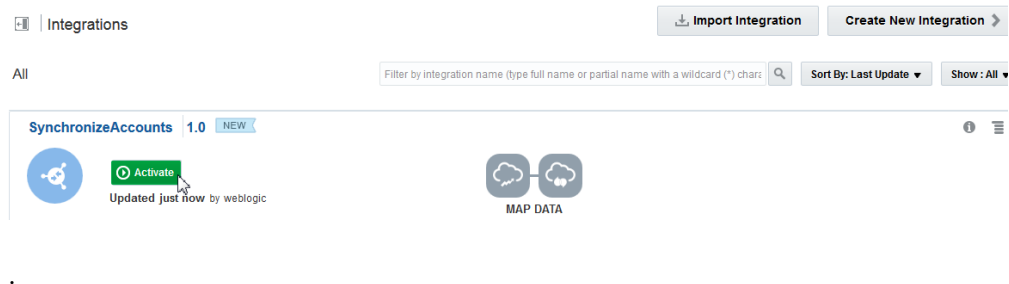 Integrations
Import Integration
Create New Integration
All
Filter by integration name (type full name or partial name with a wildcard (*) chara
Sort By: Last Update
Show : All
SynchronizeAccounts 1.0 NEW
Activate
Updated just now by weblogic
MAP DATA
.